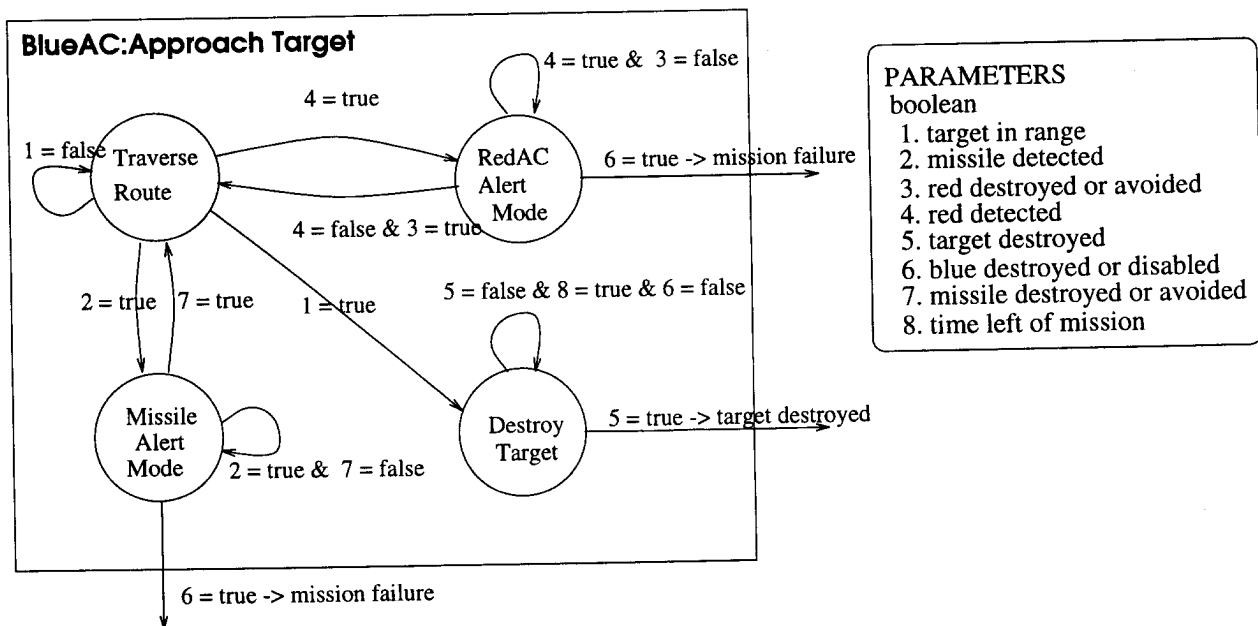 BlueAC:Approach Target
4 = true & 3 = false
4 = true
1 = false
Traverse
Route
RedAC
Alert
Mode
6 = true -> mission failure
4 = false & 3 = true
2 = true
7 = true
1 = true
5 = false & 8 = true & 6 = false
Missile
Alert
Mode
2 = true & 7 = false
Destroy
Target
5 = true -> target destroyed
6 = true -> mission failure
PARAMETERS
boolean
1. target in range
2. missile detected
3. red destroyed or avoided
4. red detected
5. target destroyed
6. blue destroyed or disabled
7. missile destroyed or avoided
8. time left of mission